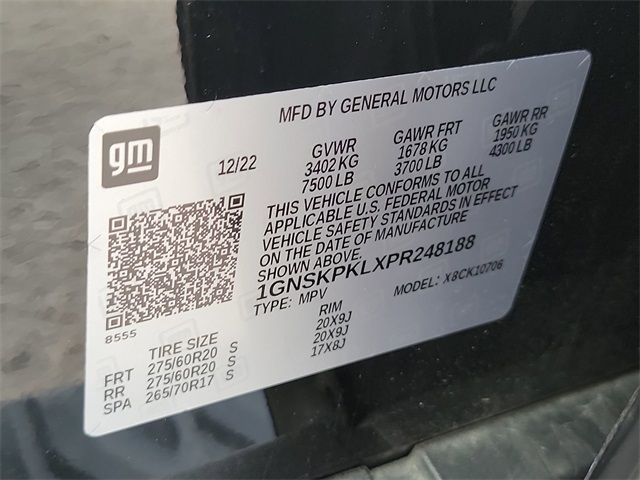 MFD BY GENERAL MOTORS LLC
gm
12/22
GVWR
3402 KG
7500 LB
GAWR FRT
1678 KG
3700 LB
GAWR RR
1950 KG
4300 LB
THIS VEHICLE CONFORMS TO ALL
APPLICABLE U.S. FEDERAL MOTOR
VEHICLE SAFETY STANDARDS IN EFFECT
ON THE DATE OF MANUFACTURE
SHOWN ABOVE.
1GNSKPKLXPR248188
TYPE: MPV
MODEL: X8CK10706
8555
TIRE SIZE
RIM
FRT 275/60R20 S 20X9J
RR 275/60R20 S 20X9J
SPA 265/70R17 S 17X8J